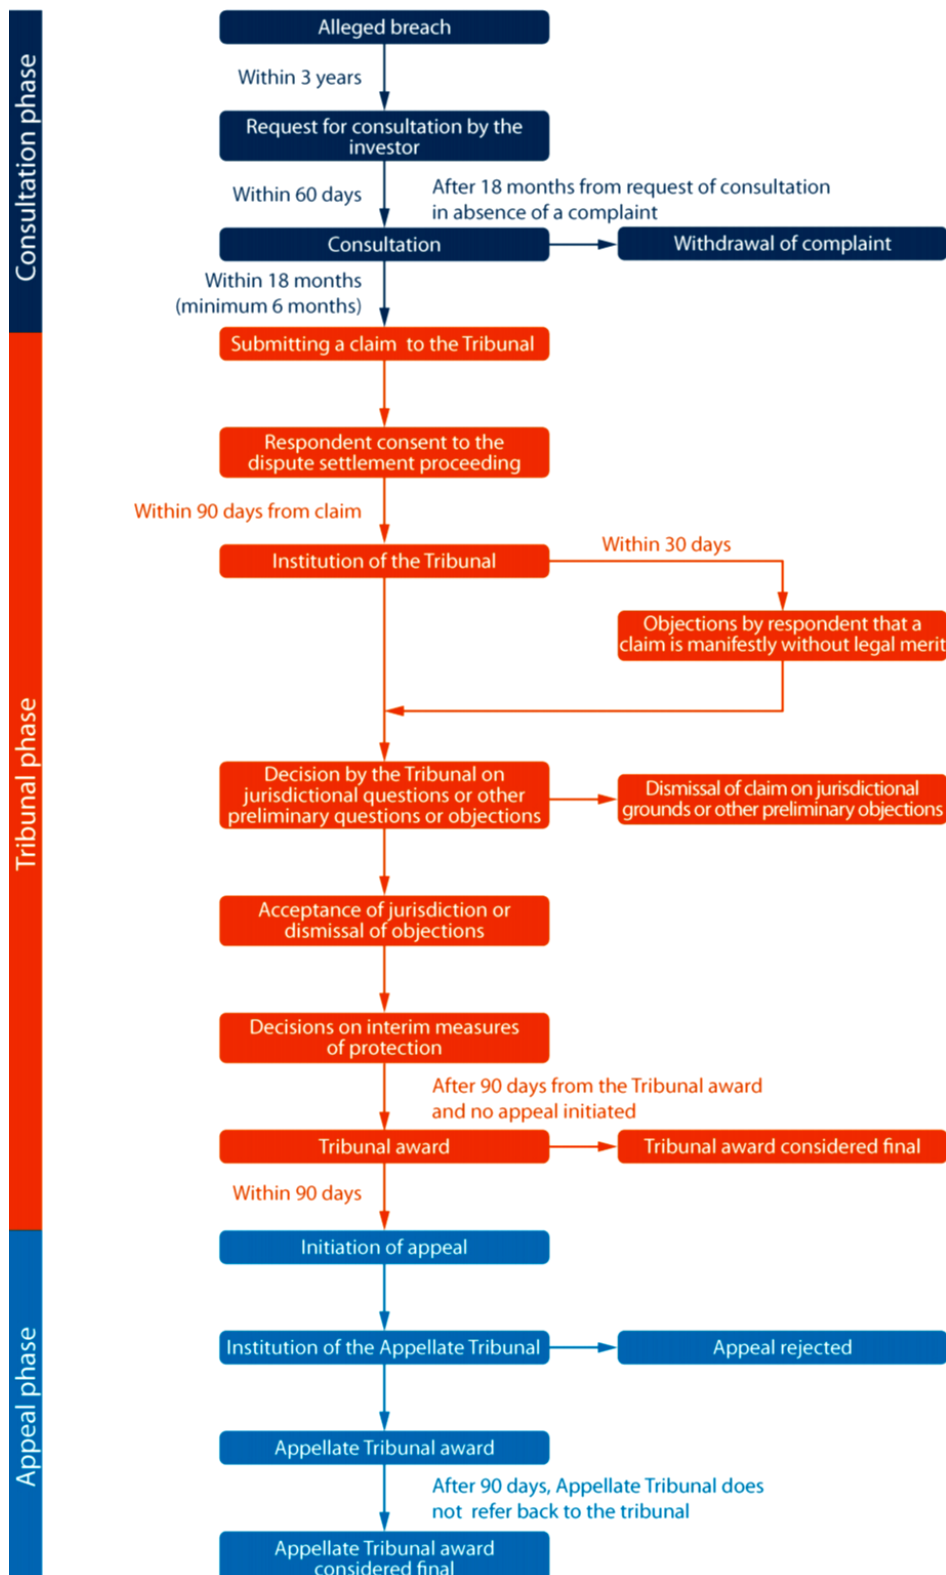 Consultation phase
Alleged breach
Within 3 years
Request for consultation by the
investor
Within 60 days
After 18 months from request of consultation
in absence of a complaint
Consultation
Withdrawal of complaint
Within 18 months
(minimum 6 months)
Tribunal phase
Submitting a claim to the Tribunal
Respondent consent to the
dispute settlement proceeding
Within 90 days from claim
Institution of the Tribunal
Within 30 days
Objections by respondent that a
claim is manifestly without legal merit
Decision by the Tribunal on
jurisdictional questions or other
preliminary questions or objections
Dismissal of claim on jurisdictional
grounds or other preliminary objections
Acceptance of jurisdiction or
dismissal of objections
Decisions on interim measures
of protection
After 90 days from the Tribunal award
and no appeal initiated
Tribunal award
Tribunal award considered final
Within 90 days
Appeal phase
Initiation of appeal
Institution of the Appellate Tribunal
Appeal rejected
Appellate Tribunal award
After 90 days, Appellate Tribunal does
not refer back to the tribunal
Appellate Tribunal award
considered final